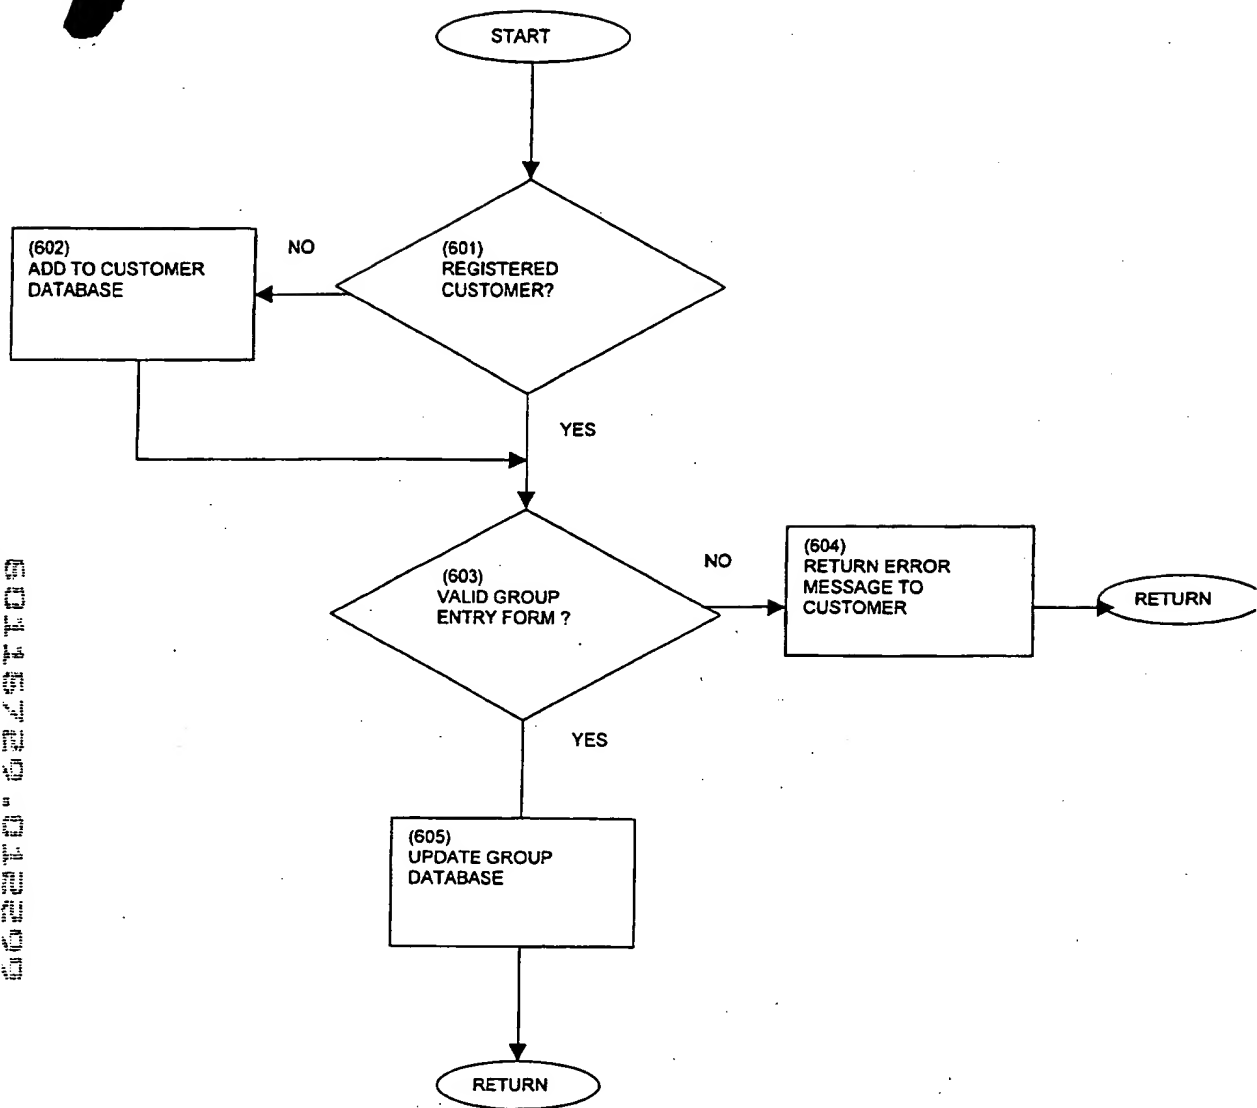 START
NO
(601)
REGISTERED
CUSTOMER?
(602)
ADD TO CUSTOMER
DATABASE
YES
(603)
VALID GROUP
ENTRY FORM ?
NO
(604)
RETURN ERROR
MESSAGE TO
CUSTOMER
RETURN
YES
(605)
UPDATE GROUP
DATABASE
RETURN